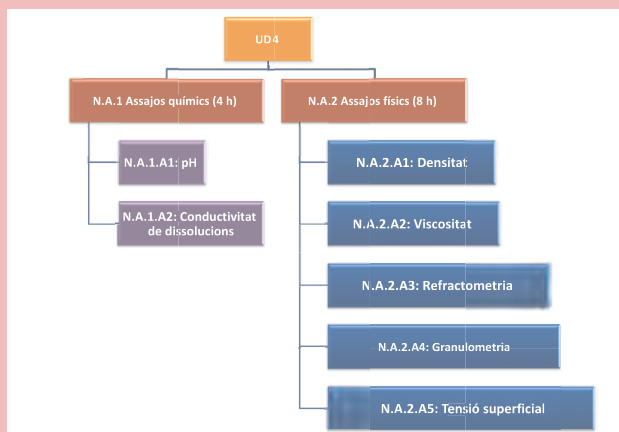 UD4
N.A.1 Assajos químics (4 h)
N.A.2 Assajos físics (8 h)
N.A.1.A1: pH
N.A.1.A2: Conductivitat
de dissolucions
N.A.2.A1: Densitat
N.A.2.A2: Viscositat
N.A.2.A3: Refractometria
N.A.2.A4: Granulometria
N.A.2.A5: Tensió superficial